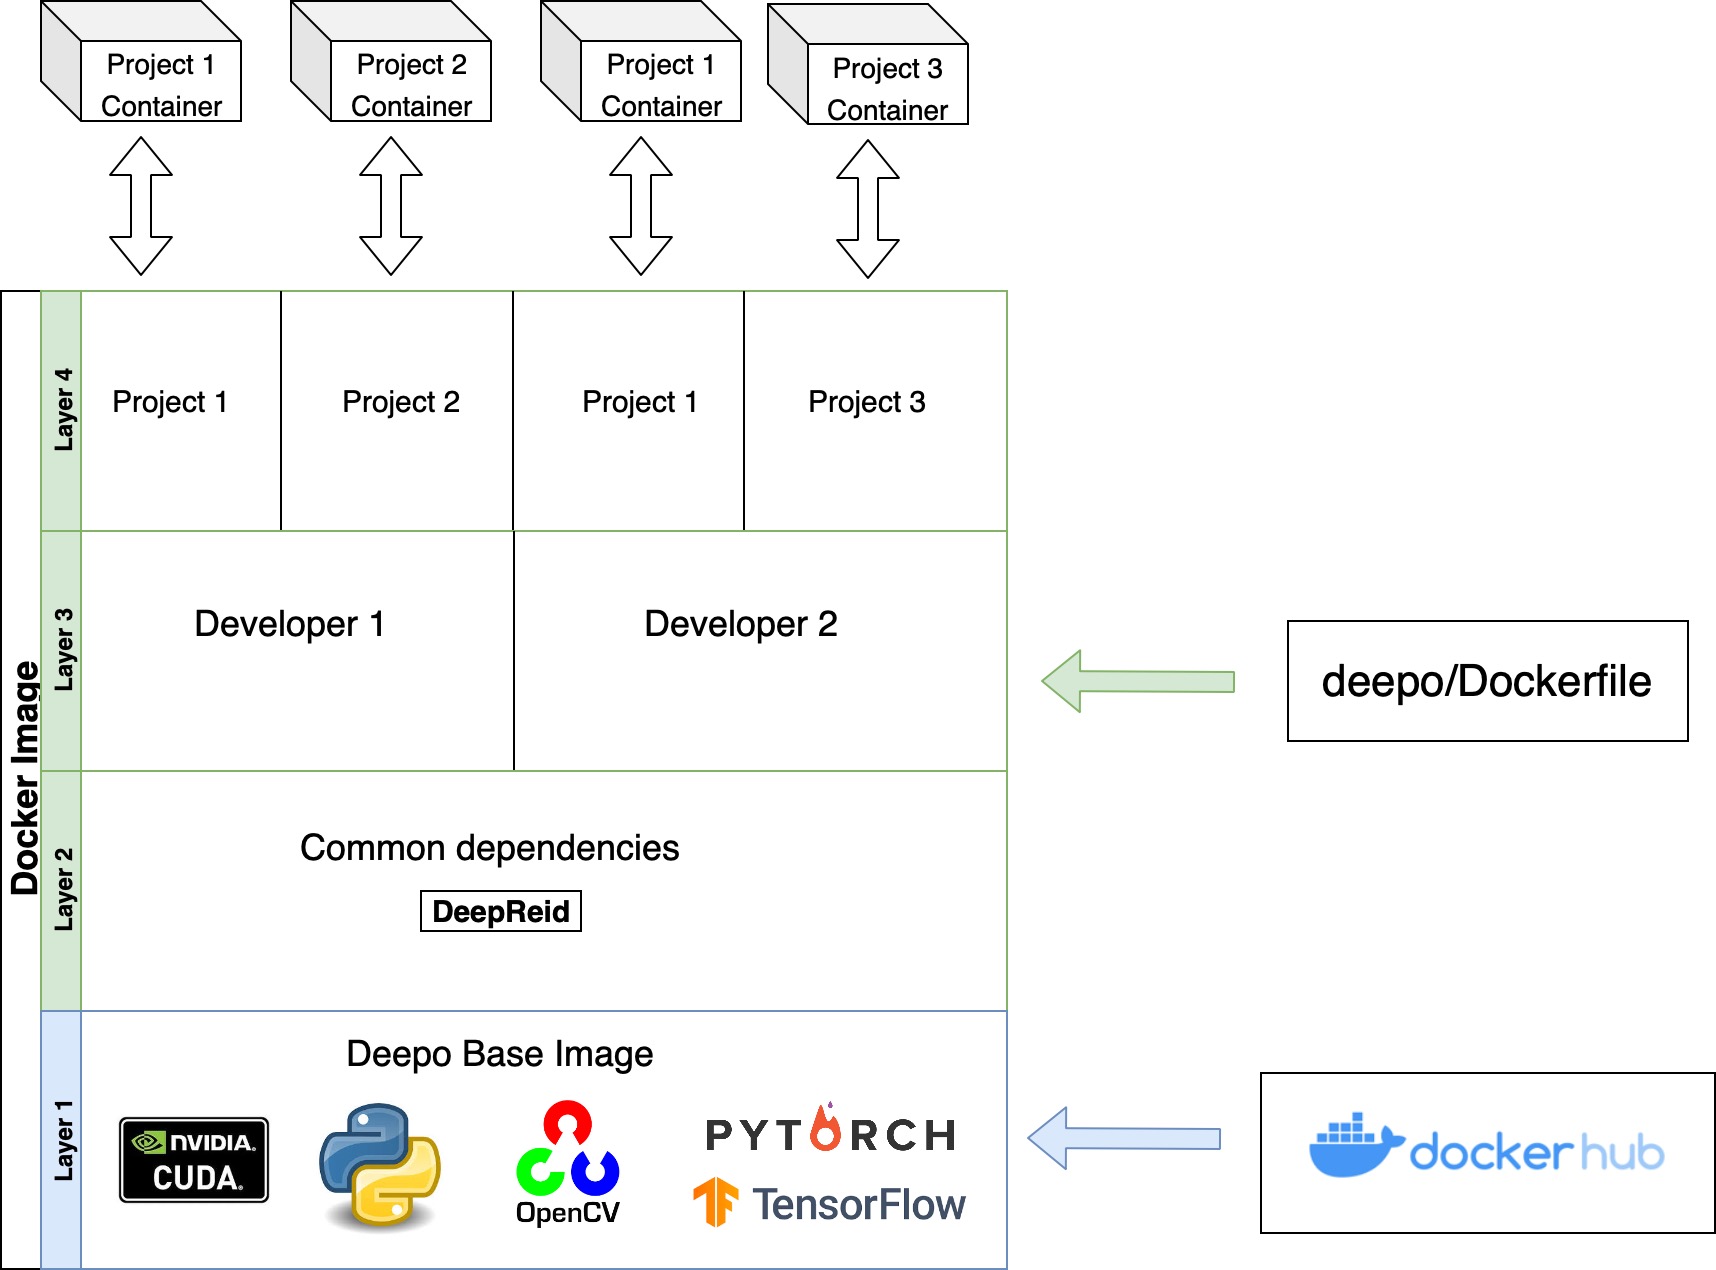 Project 1
Container
Project 2
Container
Project 1
Container
Project 3
Container
Docker Image
Layer 4
Project 1
Project 2
Project 1
Project 3
Layer 3
Developer 1
Developer 2
deepo/Dockerfile
Layer 2
Common dependencies
DeepReid
Layer 1
Deepo Base Image
NVIDIA.
CUDA.
OpenCV
PYTORCH
TensorFlow
docker hub